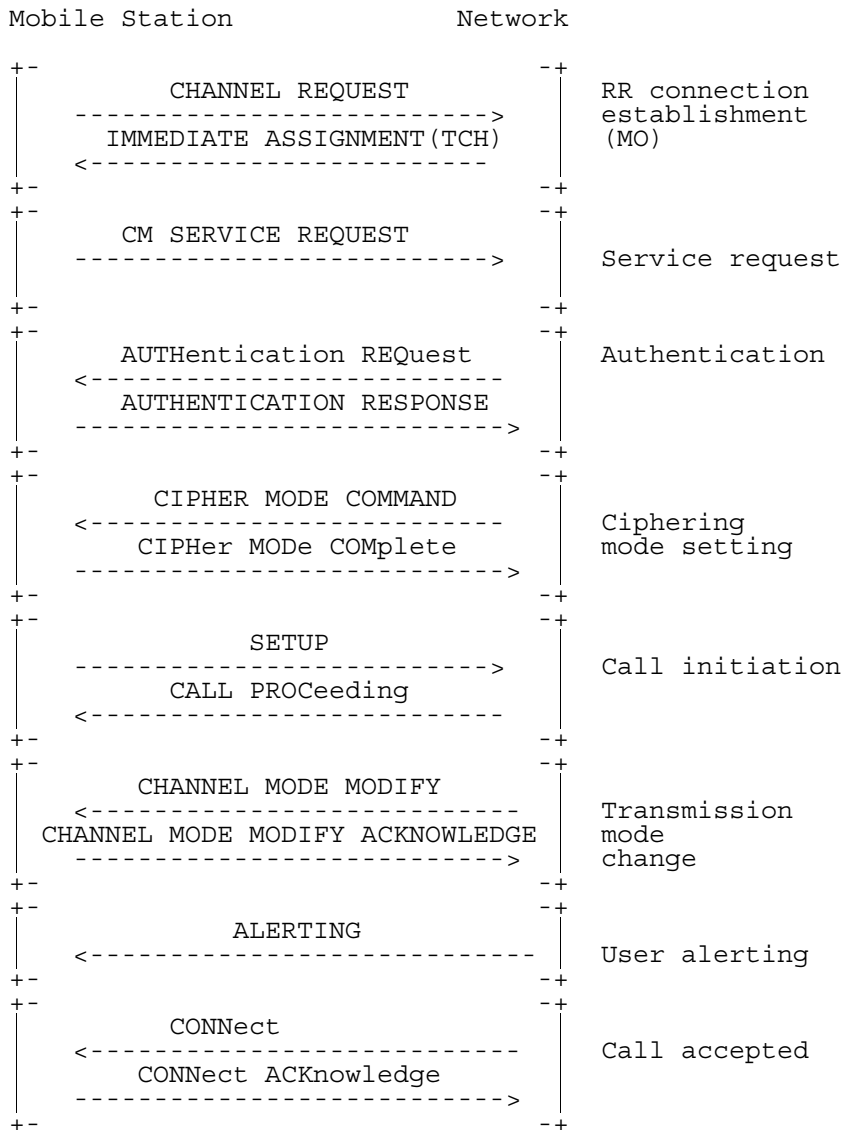 Mobile Station Network
CHANNEL REQUEST RR connection
establishment
IMMEDIATE ASSIGNMENT(TCH) (MO)
CM SERVICE REQUEST
Service request
AUTHentication REQuest Authentication
AUTHENTICATION RESPONSE
CIPHER MODE COMMAND
Ciphering
CIPHer MODe COMplete mode setting
SETUP
Call initiation
CALL PROCeeding
CHANNEL MODE MODIFY
Transmission
CHANNEL MODE MODIFY ACKNOWLEDGE mode
change
ALERTING
User alerting
CONNect
Call accepted
CONNect ACKnowledge